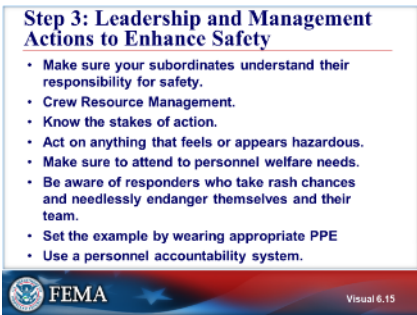 Step 3: Leadership and Management
Actions to Enhance Safety
• Make sure your subordinates understand their
responsibility for safety.
• Crew Resource Management.
• Know the stakes of action.
• Act on anything that feels or appears hazardous.
• Make sure to attend to personnel welfare needs.
• Be aware of responders who take rash chances
and needlessly endanger themselves and their
team.
• Set the example by wearing appropriate PPE
• Use a personnel accountability system.
FEMA
Visual 6.15